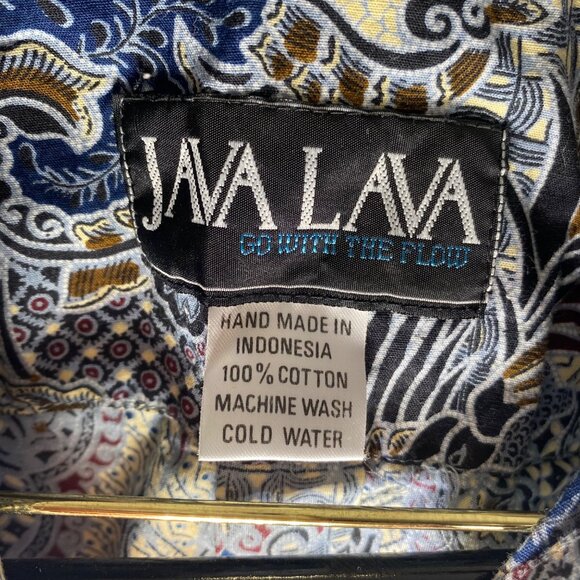 JAVA LAVA
GO WITH THE FLOW
HAND MADE IN
INDONESIA
100% COTTON
MACHINE WASH
COLD WATER